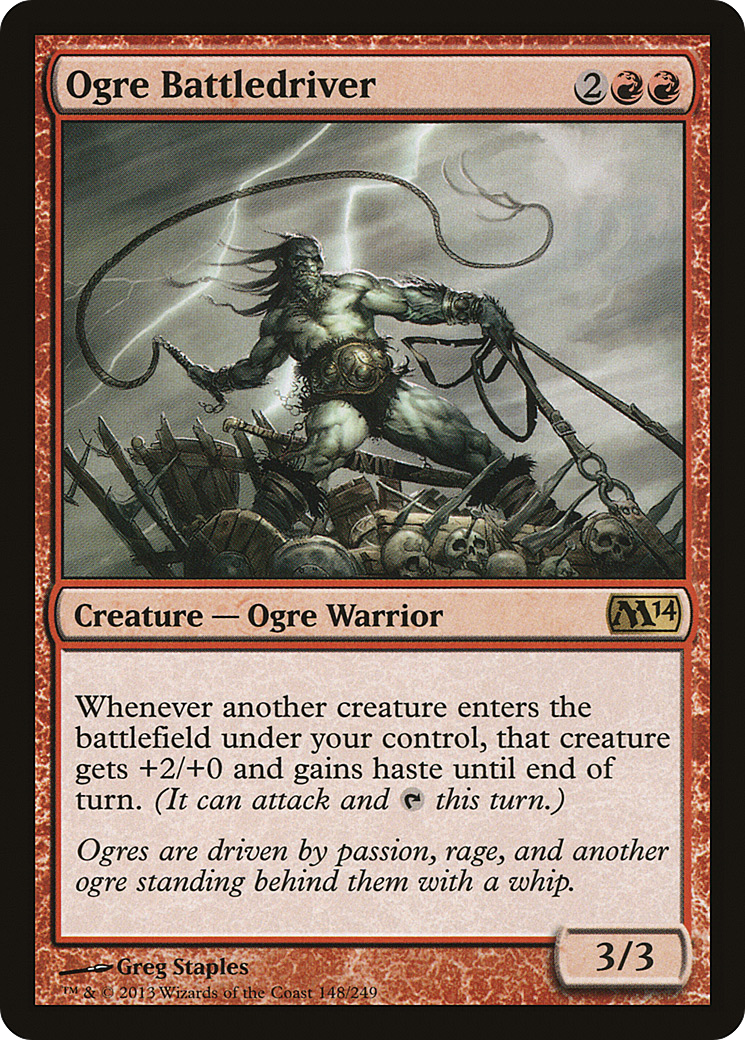 Ogre Battledriver 2
Creature — Ogre Warrior M14
Whenever another creature enters the
battlefield under your control, that creature
gets +2/+0 and gains haste until end of
turn. (It can attack and this turn.)
Ogres are driven by passion, rage, and another
ogre standing behind them with a whip.
3/3
Greg Staples
™ & © 2013 Wizards of the Coast 148/249